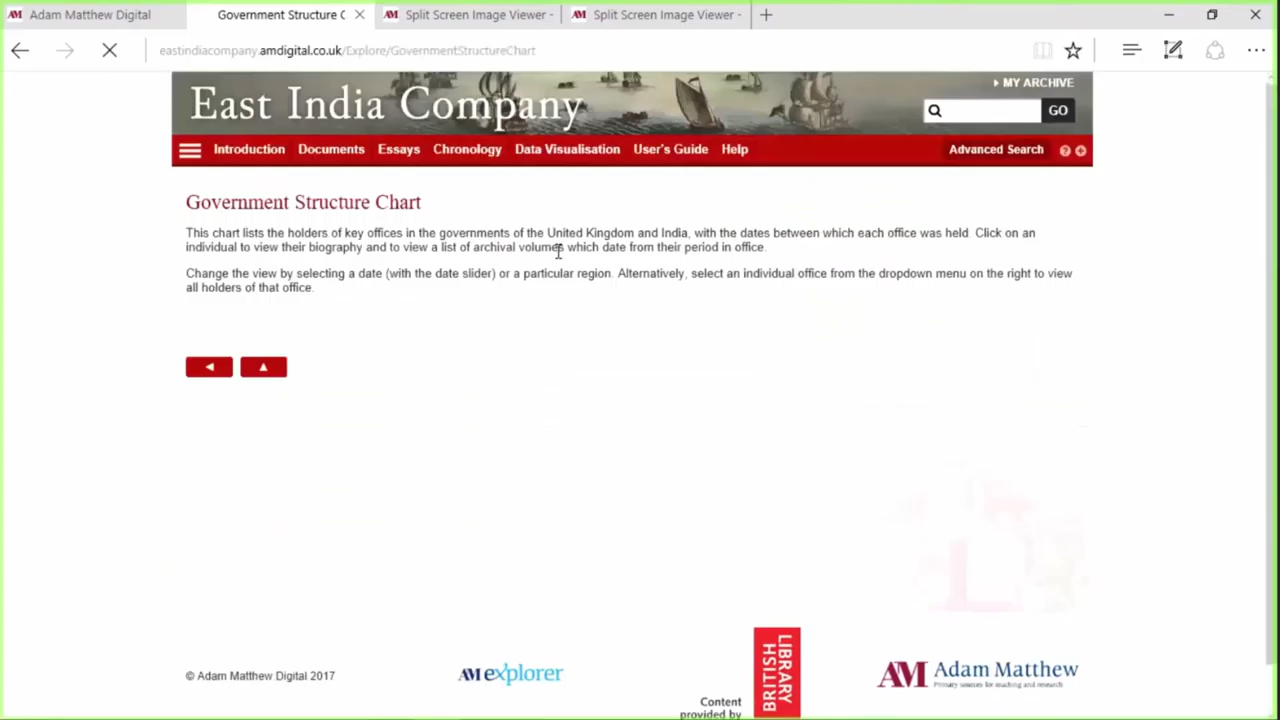 Adam Matthew Digital
Government Structure C
Split Screen Image Viewer -
Split Screen Image Viewer -
eastindiacompany.amdigital.co.uk/Explore/GovernmentStructureChart
MY ARCHIVE
East India Company
GO
Introduction Documents Essays Chronology Data Visualisation User's Guide Help Advanced Search
Government Structure Chart
This chart lists the holders of key offices in the governments of the United Kingdom and India, with the dates between which each office was held. Click on an
individual to view their biography and to view a list of archival volumes which date from their period in office.
Change the view by selecting a date (with the date slider) or a particular region. Alternatively, select an individual office from the dropdown menu on the right to view
all holders of that office.
© Adam Matthew Digital 2017
AM explorer
Content
provided by
BRITISH
LIBRARY
AM Adam Matthew
Primary sources for teaching and research